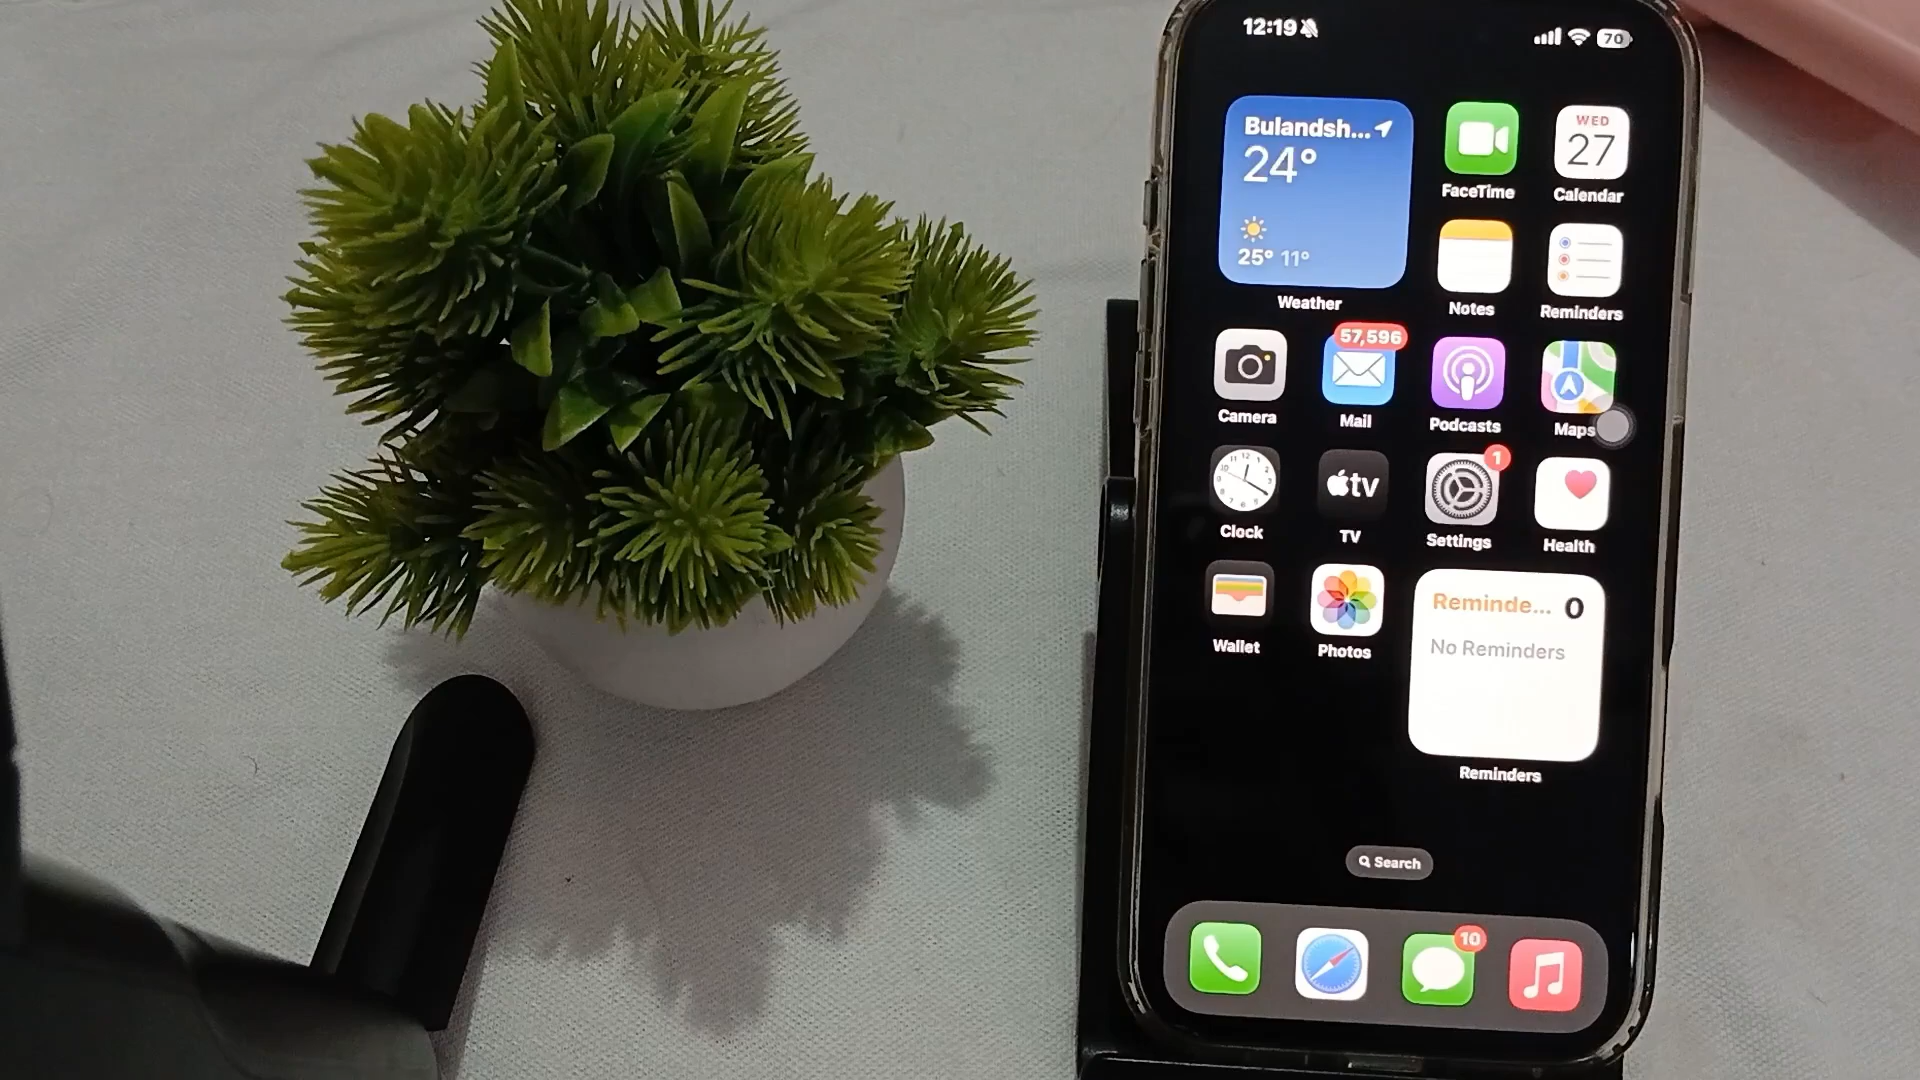 12:19
70
Bulandsh...
24°
25° 11°
Weather
FaceTime
WED
27
Calendar
Notes
Reminders
Camera
57,596
Mail
Podcasts
Maps
Clock
tv
TV
1
Settings
Health
Wallet
Photos
Reminde... 0
No Reminders
Reminders
Search
10